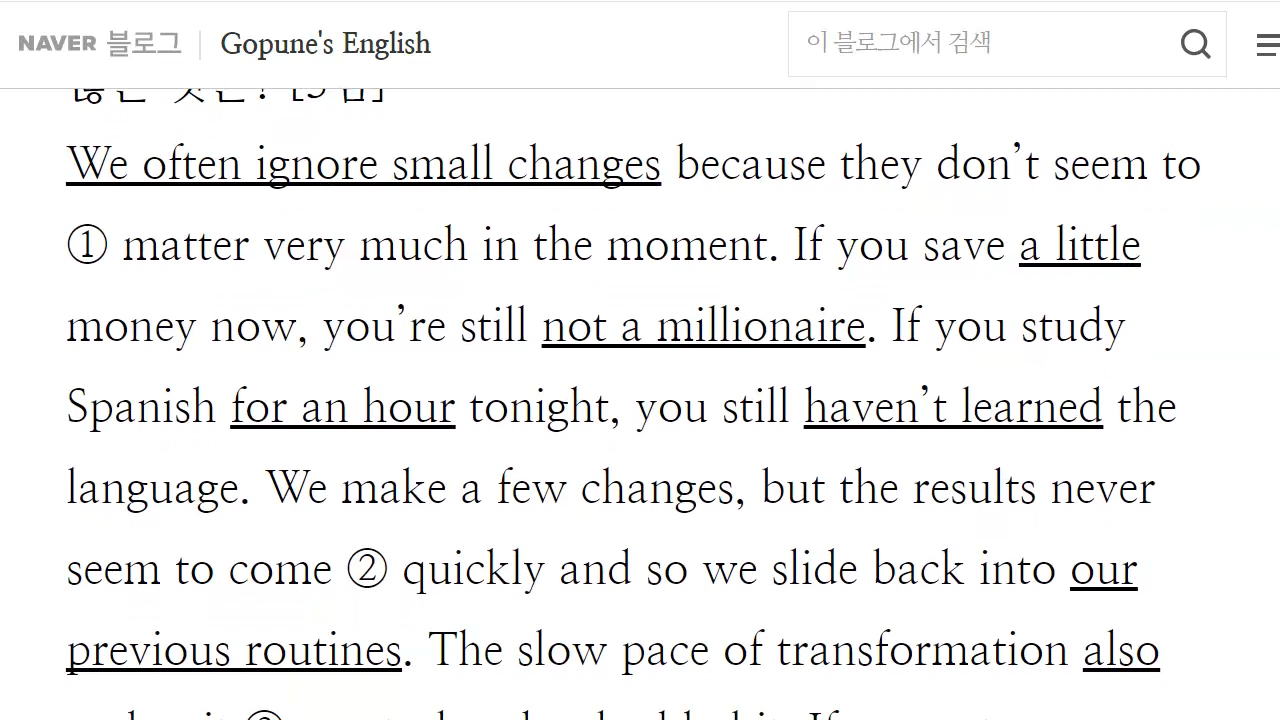 NAVER 블로그 Gopune's English 이 블로그에서 검색
We often ignore small changes because they don’t seem to
① matter very much in the moment. If you save a little
money now, you’re still not a millionaire. If you study
Spanish for an hour tonight, you still haven’t learned the
language. We make a few changes, but the results never
seem to come ② quickly and so we slide back into our
previous routines. The slow pace of transformation also